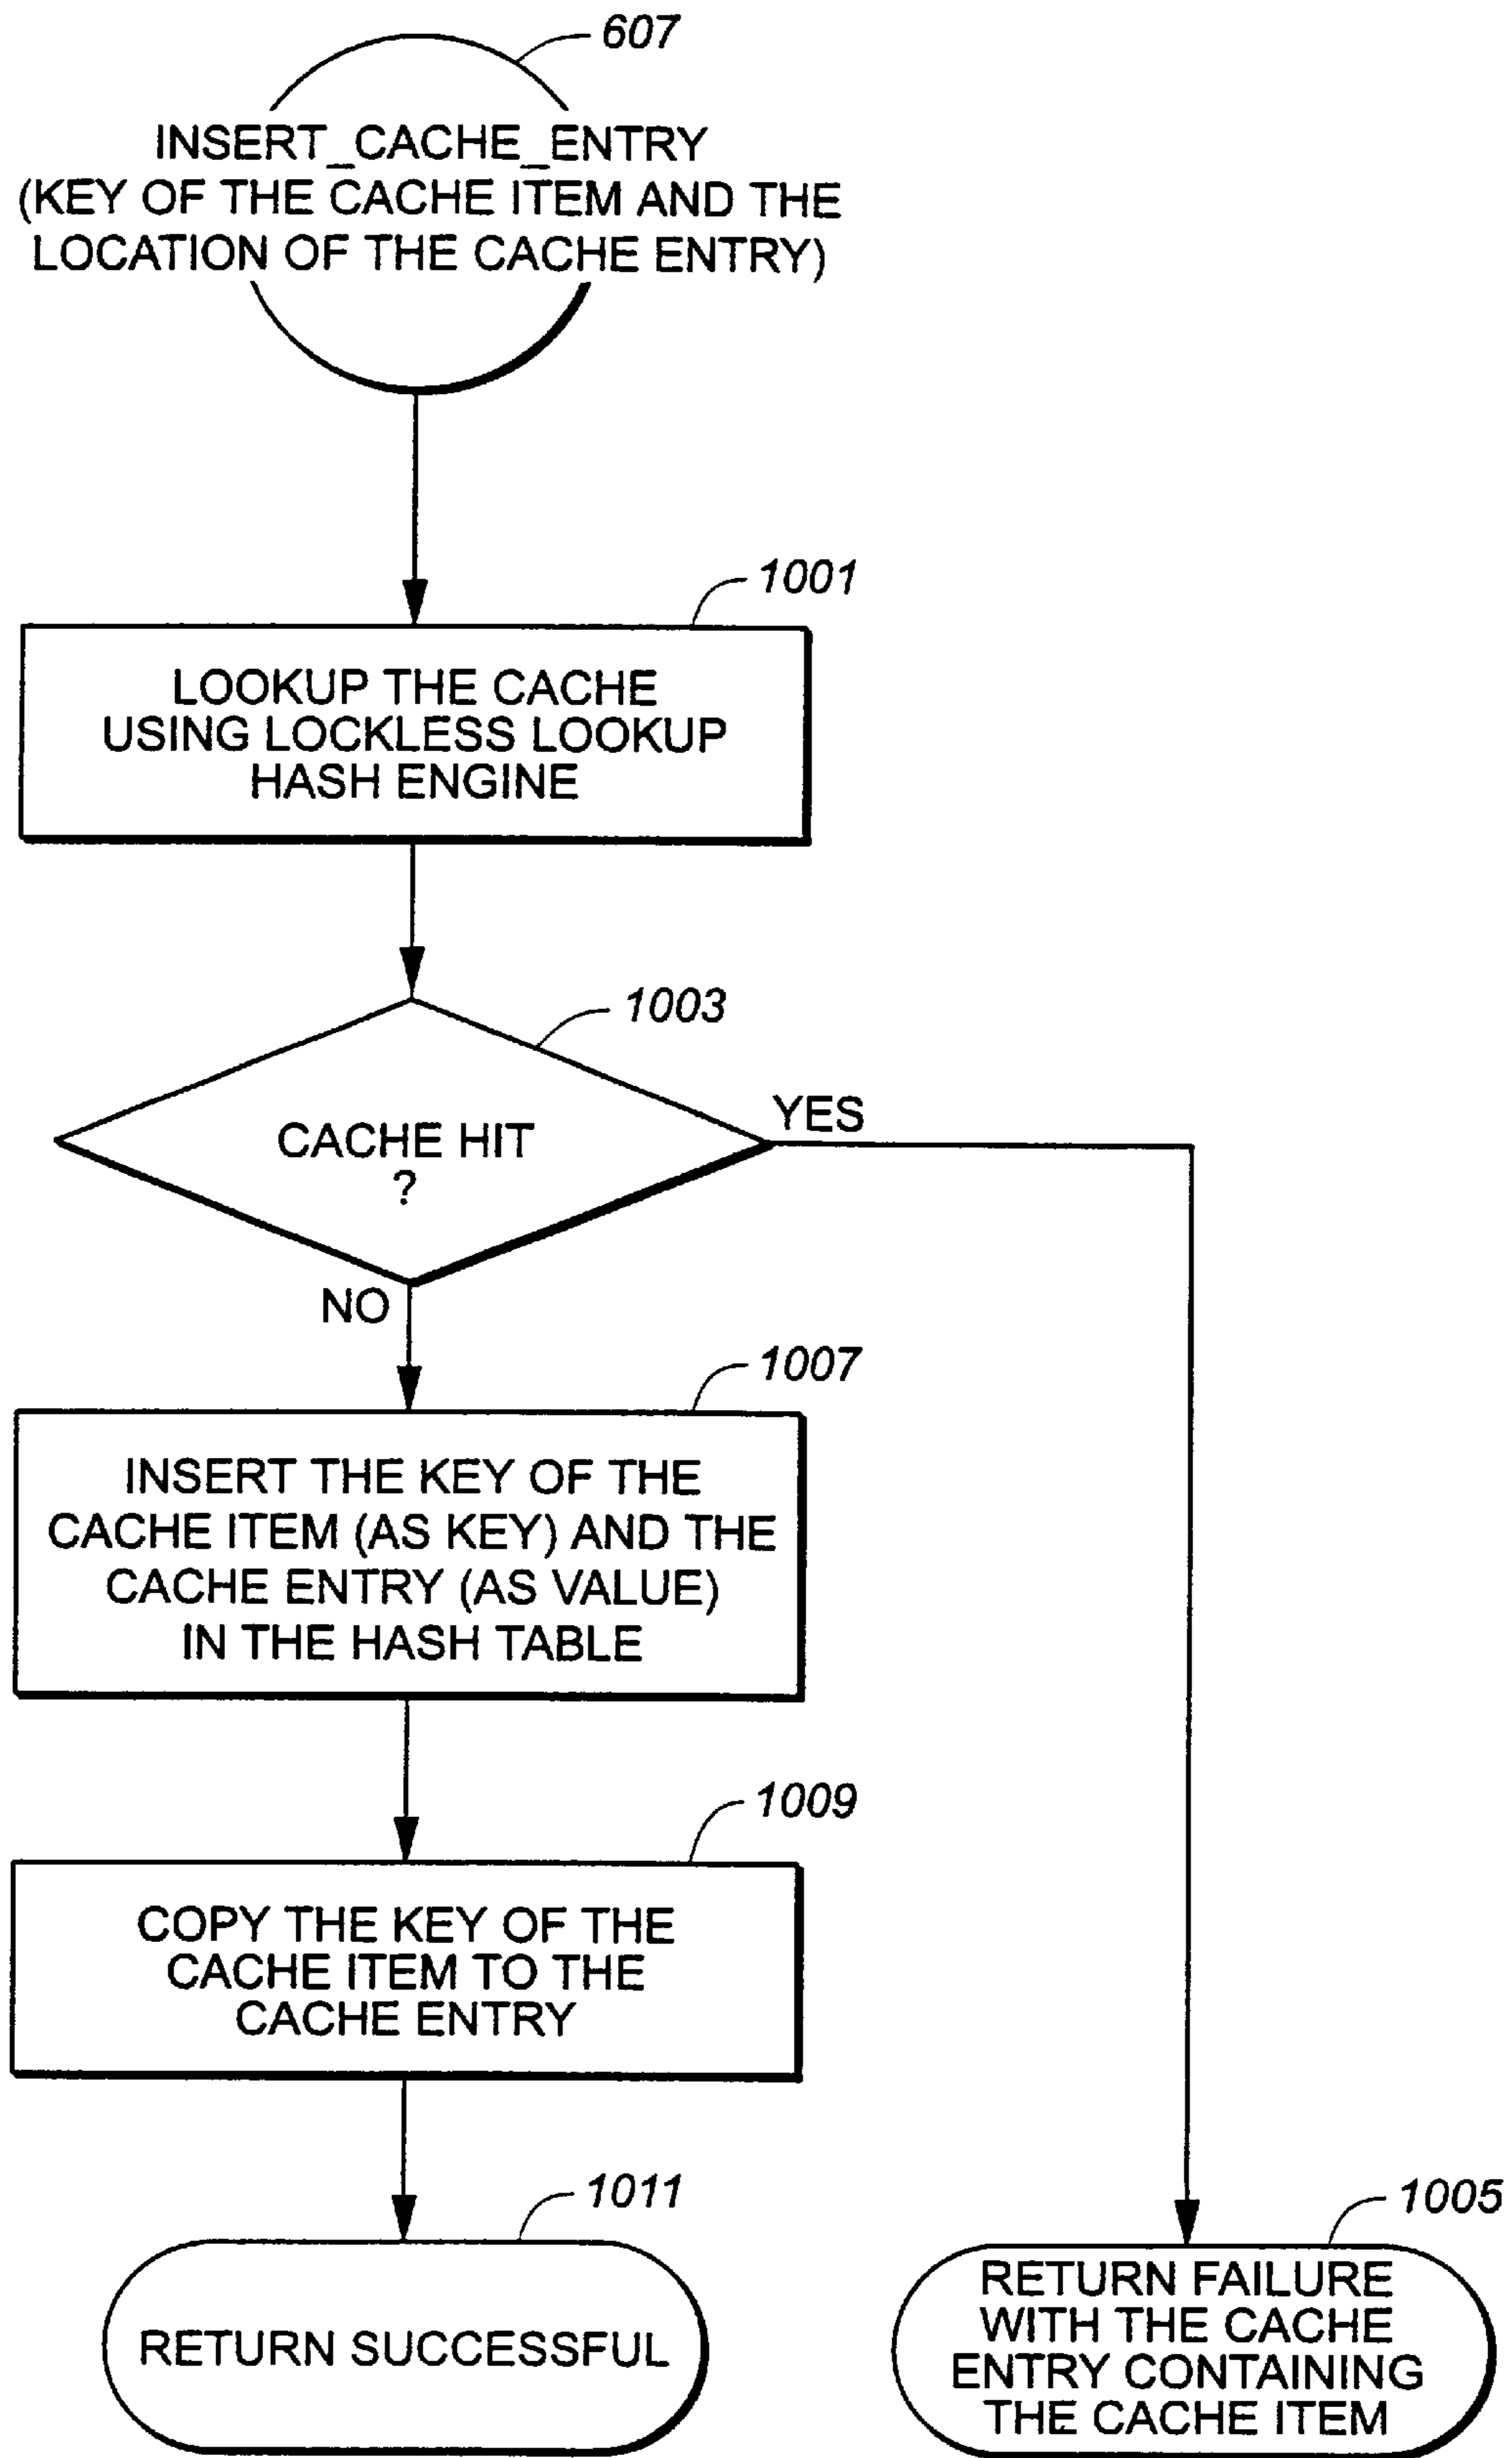 607
INSERT_CACHE_ENTRY
(KEY OF THE CACHE ITEM AND THE
LOCATION OF THE CACHE ENTRY)
1001
LOOKUP THE CACHE
USING LOCKLESS LOOKUP
HASH ENGINE
1003
CACHE HIT
?
YES
NO
1007
INSERT THE KEY OF THE
CACHE ITEM (AS KEY) AND THE
CACHE ENTRY (AS VALUE)
IN THE HASH TABLE
1009
COPY THE KEY OF THE
CACHE ITEM TO THE
CACHE ENTRY
1011
RETURN SUCCESSFUL
1005
RETURN FAILURE
WITH THE CACHE
ENTRY CONTAINING
THE CACHE ITEM